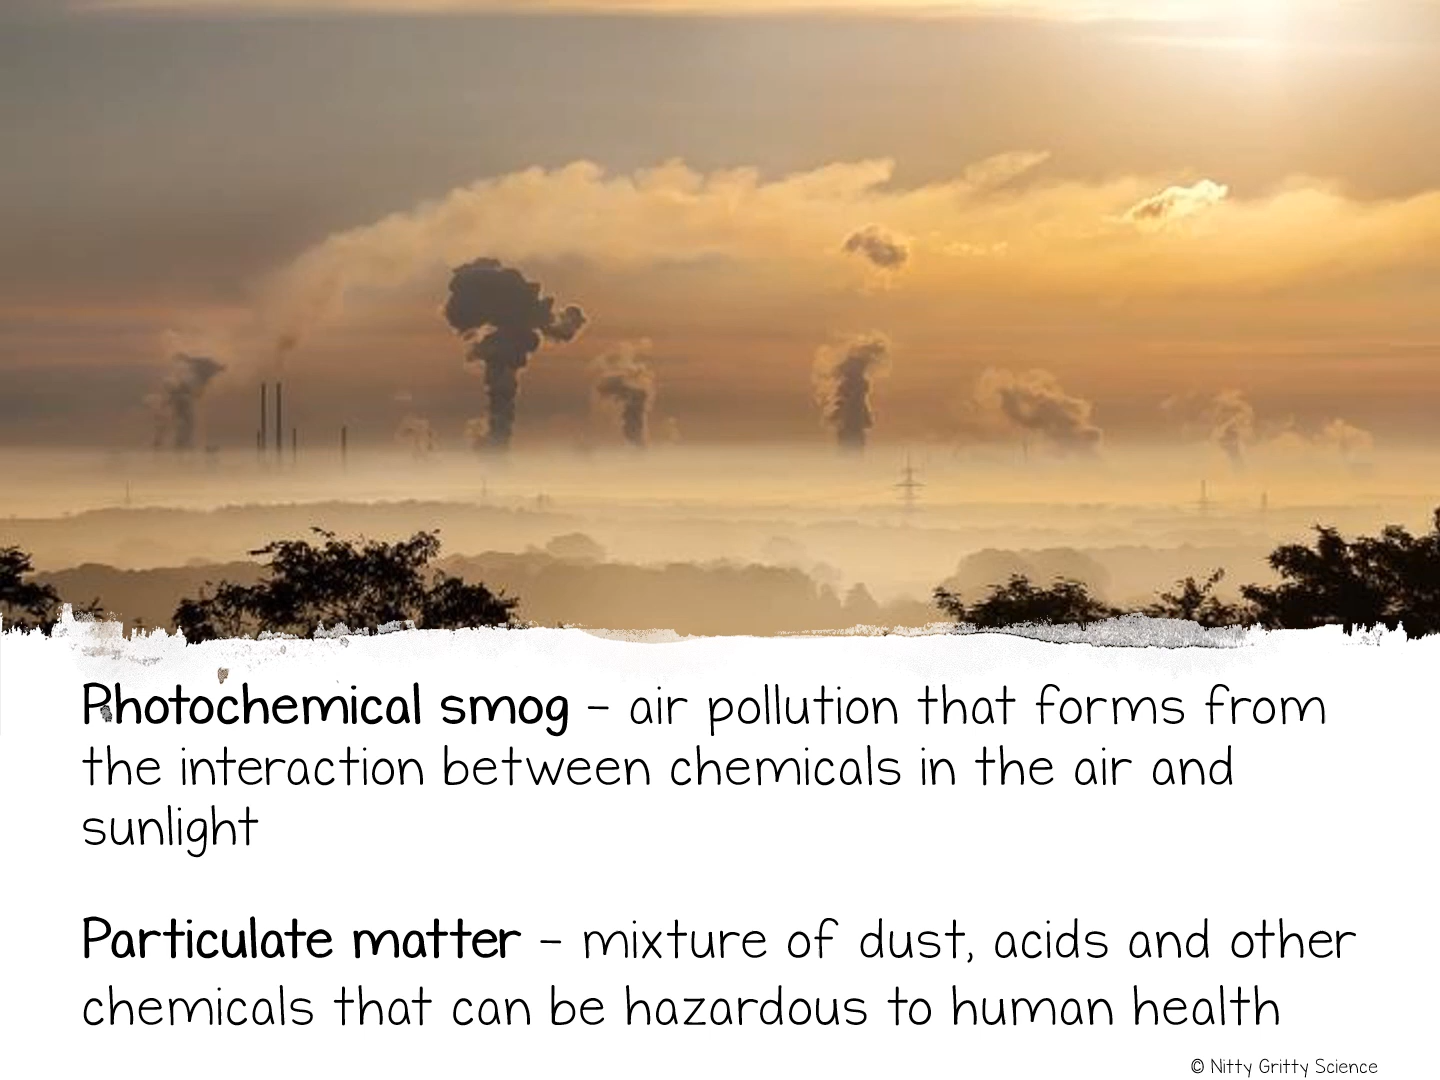 Photochemical smog – air pollution that forms from
the interaction between chemicals in the air and
sunlight
Particulate matter – mixture of dust, acids and other
chemicals that can be hazardous to human health
© Nitty Gritty Science